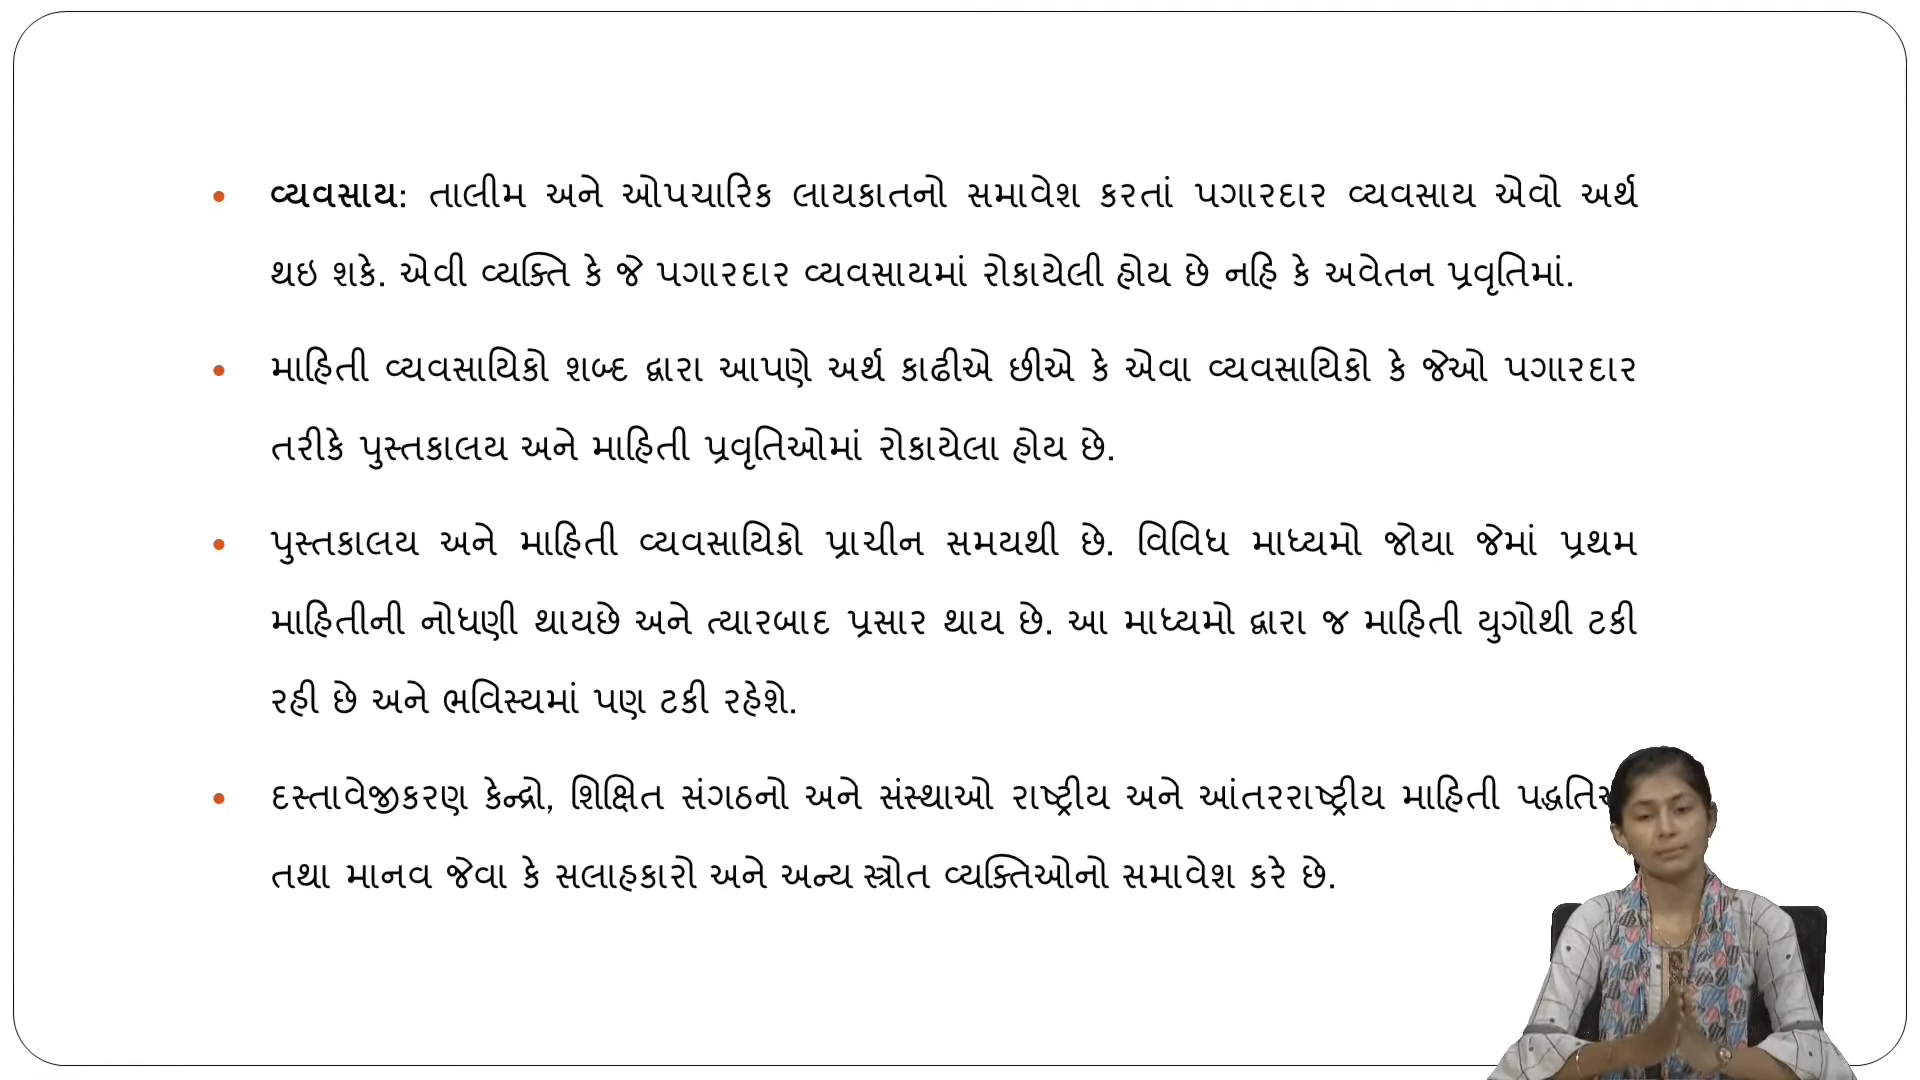 • વ્યવસાય: તાલીમ અને ઓપચારિક લાયકાતનો સમાવેશ કરતાં પગારદાર વ્યવસાય એવો અર્થ
થઇ શકે. એવી વ્યક્તિ કે જે પગારદાર વ્યવસાયમાં રોકાયેલી હોય છે નહિ કે અવેતન પ્રવૃતિમાં.
• માહિતી વ્યવસાયિકો શબ્દ દ્વારા આપણે અર્થ કાઢીએ છીએ કે એવા વ્યવસાયિકો કે જેઓ પગારદાર
તરીકે પુસ્તકાલય અને માહિતી પ્રવૃતિઓમાં રોકાયેલા હોય છે.
• પુસ્તકાલય અને માહિતી વ્યવસાયિકો પ્રાચીન સમયથી છે. વિવિધ માધ્યમો જોયા જેમાં પ્રથમ
માહિતીની નોધણી થાયછે અને ત્યારબાદ પ્રસાર થાય છે. આ માધ્યમો દ્વારા જ માહિતી યુગોથી ટકી
રહી છે અને ભવિસ્યમાં પણ ટકી રહેશે.
• દસ્તાવેજીકરણ કેન્દ્રો, શિક્ષિત સંગઠનો અને સંસ્થાઓ રાષ્ટ્રીય અને આંતરરાષ્ટ્રીય માહિતી
તથા માનવ જેવા કે સલાહકારો અને અન્ય સ્ત્રોત વ્યક્તિઓનો સમાવેશ કરે છે.